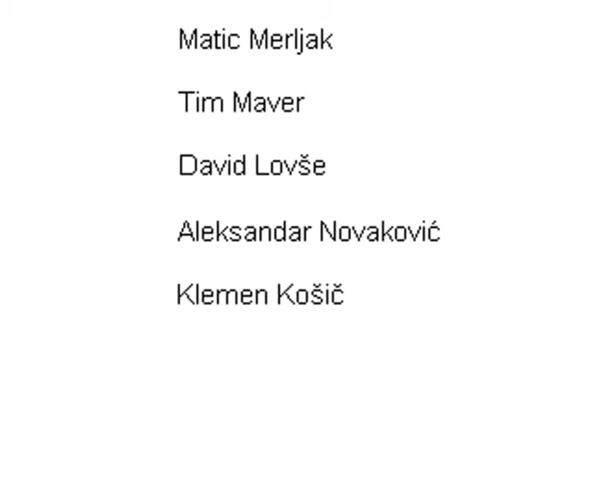 Matic Merljak
Tim Maver
David Lovše
Aleksandar Novaković
Klemen Košič